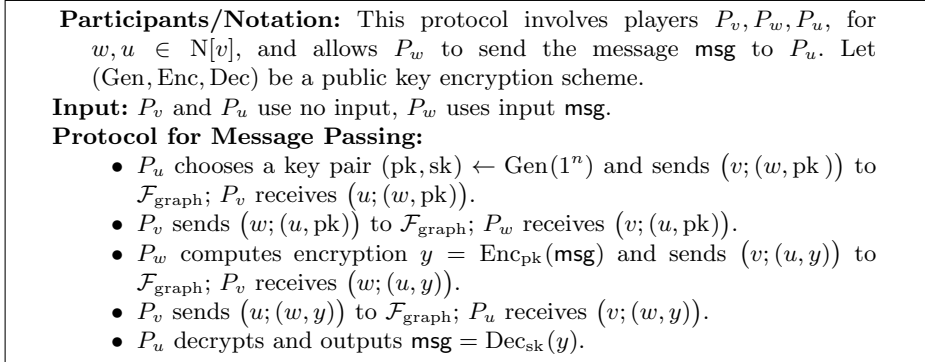 Participants/Notation: This protocol involves players P_v, P_w, P_u, for
w, u ∈ N[v], and allows P_w to send the message msg to P_u. Let
(Gen, Enc, Dec) be a public key encryption scheme.
Input: P_v and P_u use no input, P_w uses input msg.
Protocol for Message Passing:
• P_u chooses a key pair (pk, sk) ← Gen(1^n) and sends (v; (w, pk )) to
F_graph; P_v receives (u; (w, pk)).
• P_v sends (w; (u, pk)) to F_graph; P_w receives (v; (u, pk)).
• P_w computes encryption y = Enc_pk(msg) and sends (v; (u, y)) to
F_graph; P_v receives (w; (u, y)).
• P_v sends (u; (w, y)) to F_graph; P_u receives (v; (w, y)).
• P_u decrypts and outputs msg = Dec_sk(y).